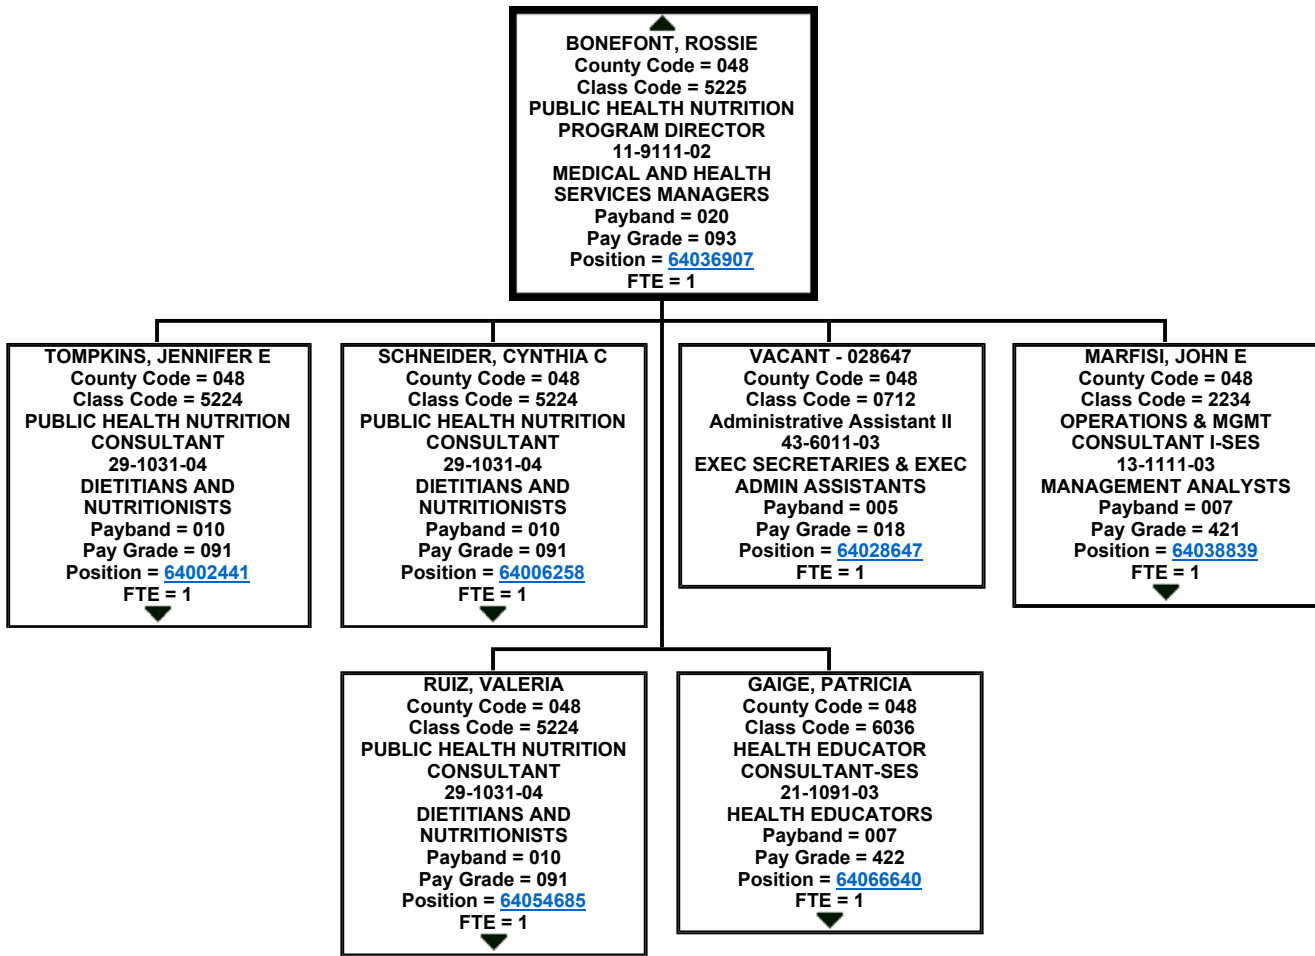 BONEFONT, ROSSIE
County Code = 048
Class Code = 5225
PUBLIC HEALTH NUTRITION
PROGRAM DIRECTOR
11-9111-02
MEDICAL AND HEALTH
SERVICES MANAGERS
Payband = 020
Pay Grade = 093
Position = 64036907
FTE = 1
TOMPKINS, JENNIFER E
County Code = 048
Class Code = 5224
PUBLIC HEALTH NUTRITION
CONSULTANT
29-1031-04
DIETITIANS AND
NUTRITIONISTS
Payband = 010
Pay Grade = 091
Position = 64002441
FTE = 1
SCHNEIDER, CYNTHIA C
County Code = 048
Class Code = 5224
PUBLIC HEALTH NUTRITION
CONSULTANT
29-1031-04
DIETITIANS AND
NUTRITIONISTS
Payband = 010
Pay Grade = 091
Position = 64006258
FTE = 1
VACANT - 028647
County Code = 048
Class Code = 0712
Administrative Assistant II
43-6011-03
EXEC SECRETARIES & EXEC
ADMIN ASSISTANTS
Payband = 005
Pay Grade = 018
Position = 64028647
FTE = 1
MARFISI, JOHN E
County Code = 048
Class Code = 2234
OPERATIONS & MGMT
CONSULTANT I-SES
13-1111-03
MANAGEMENT ANALYSTS
Payband = 007
Pay Grade = 421
Position = 64038839
FTE = 1
RUIZ, VALERIA
County Code = 048
Class Code = 5224
PUBLIC HEALTH NUTRITION
CONSULTANT
29-1031-04
DIETITIANS AND
NUTRITIONISTS
Payband = 010
Pay Grade = 091
Position = 64054685
FTE = 1
GAIGE, PATRICIA
County Code = 048
Class Code = 6036
HEALTH EDUCATOR
CONSULTANT-SES
21-1091-03
HEALTH EDUCATORS
Payband = 007
Pay Grade = 422
Position = 64066640
FTE = 1